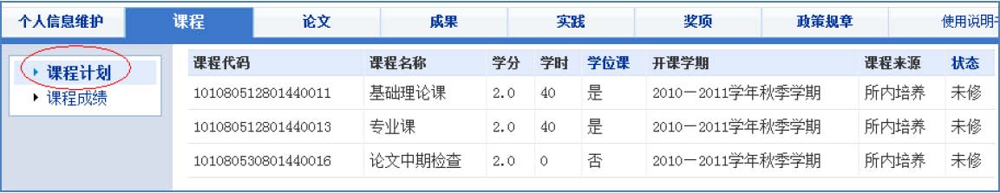 个人信息维护 课程 论文 成果 实践 奖项 政策规章 使用说明
课程计划
课程成绩
课程代码 课程名称 学分 学时 学位课 开课学期 课程来源 状态
101080512801440011 基础理论课 2.0 40 是 2010-2011学年秋季学期 所内培养 未修
101080512801440013 专业课 2.0 40 是 2010-2011学年秋季学期 所内培养 未修
101080530801440016 论文中期检查 2.0 0 否 2010-2011学年秋季学期 所内培养 未修